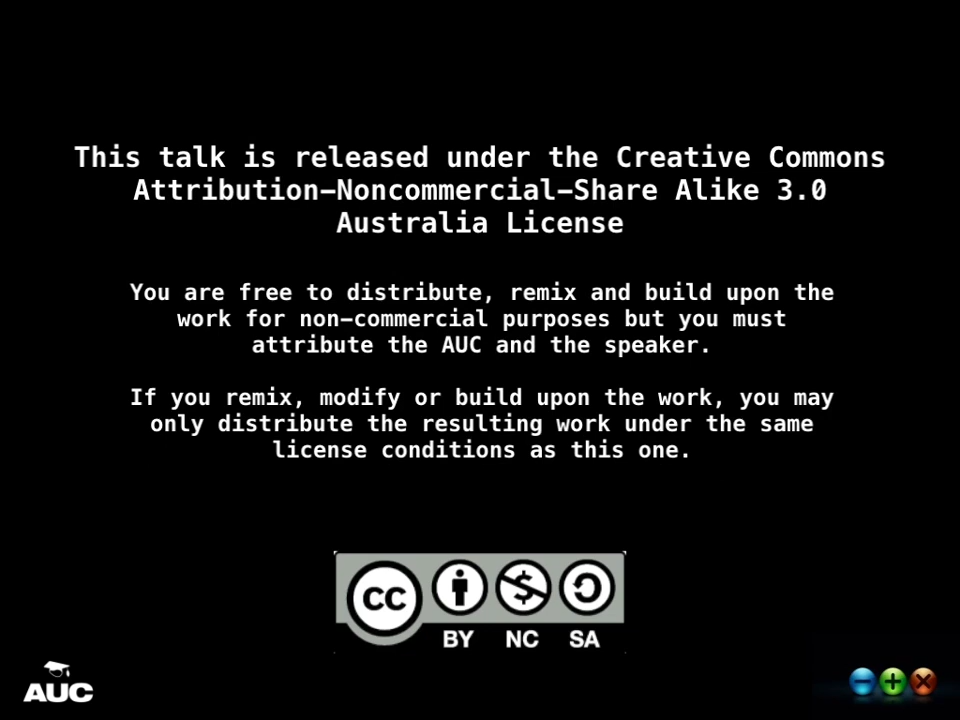 This talk is released under the Creative Commons
Attribution-Noncommercial-Share Alike 3.0
Australia License
You are free to distribute, remix and build upon the
work for non-commercial purposes but you must
attribute the AUC and the speaker.
If you remix, modify or build upon the work, you may
only distribute the resulting work under the same
license conditions as this one.
CC
BY NC SA
AUC